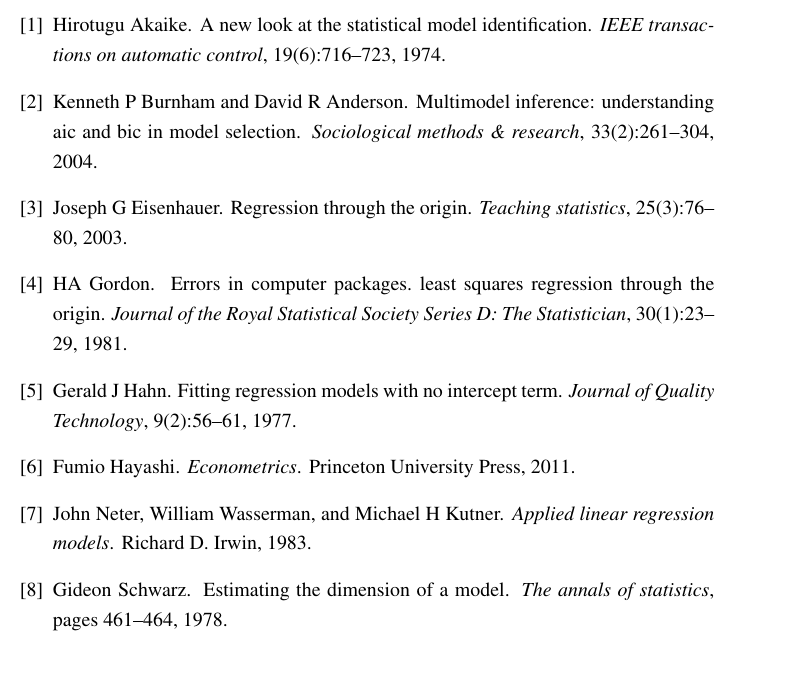 [1] Hirotugu Akaike. A new look at the statistical model identification. IEEE transac-
tions on automatic control, 19(6):716–723, 1974.
[2] Kenneth P Burnham and David R Anderson. Multimodel inference: understanding
aic and bic in model selection. Sociological methods & research, 33(2):261–304,
2004.
[3] Joseph G Eisenhauer. Regression through the origin. Teaching statistics, 25(3):76–
80, 2003.
[4] HA Gordon. Errors in computer packages. least squares regression through the
origin. Journal of the Royal Statistical Society Series D: The Statistician, 30(1):23–
29, 1981.
[5] Gerald J Hahn. Fitting regression models with no intercept term. Journal of Quality
Technology, 9(2):56–61, 1977.
[6] Fumio Hayashi. Econometrics. Princeton University Press, 2011.
[7] John Neter, William Wasserman, and Michael H Kutner. Applied linear regression
models. Richard D. Irwin, 1983.
[8] Gideon Schwarz. Estimating the dimension of a model. The annals of statistics,
pages 461–464, 1978.